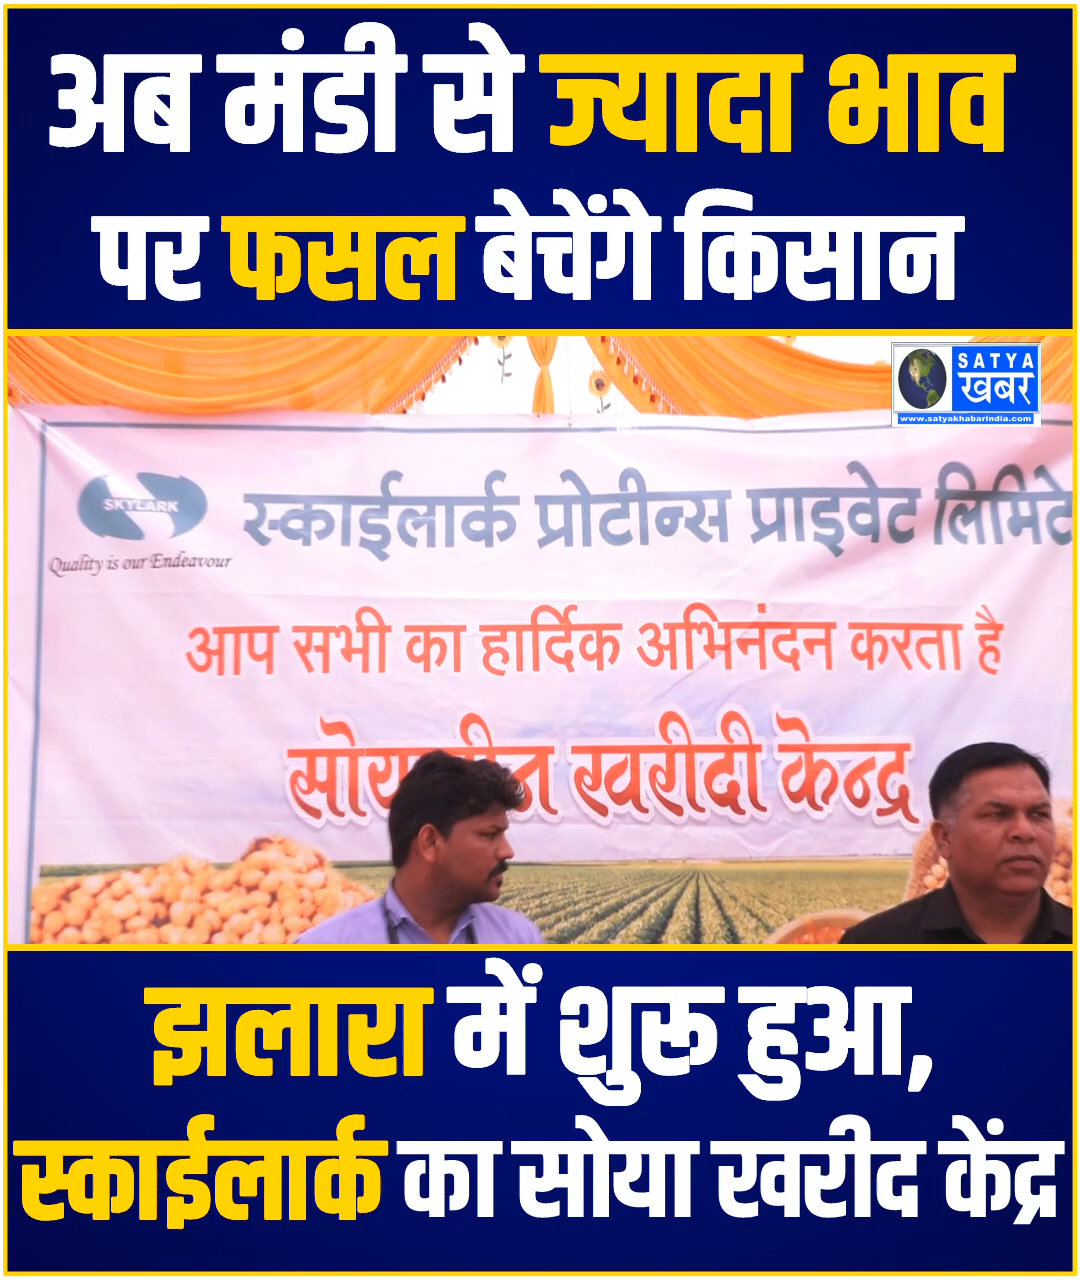 अब मंडी से ज्यादा भाव
पर फसल बेचेंगे किसान
SATYA
खबर
www.satyakhabarindia.com
SKYLARK
Quality is our Endeavour
स्काईलार्क प्रोटीन्स प्राइवेट
आप सभी का हार्दिक अभिनंदन करता है
खरीदी केन्द्र
झलारा में शुरू हुआ,
स्काईलार्क का सोया खरीद केंद्र